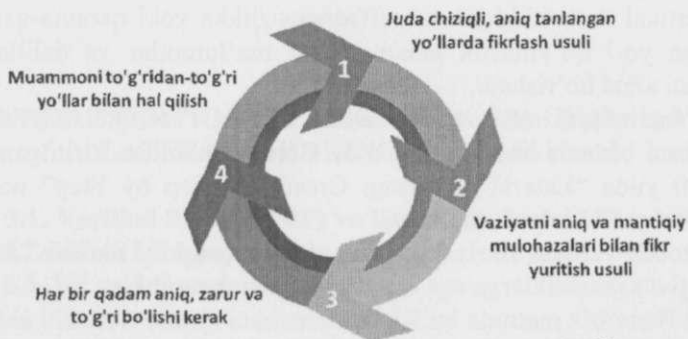 Juda chiziqli, aniq tanlangan
yo'llarda fikrlash usuli
Muammoni to'g'ridan-to'g'ri
yo'llar bilan hal qilish
1
2
3
4
Vaziyatni aniq va mantiqiy
mulohazalari bilan fikr
yuritish usuli
Har bir qadam aniq, zarur va
to'g'ri bo'lishi kerak